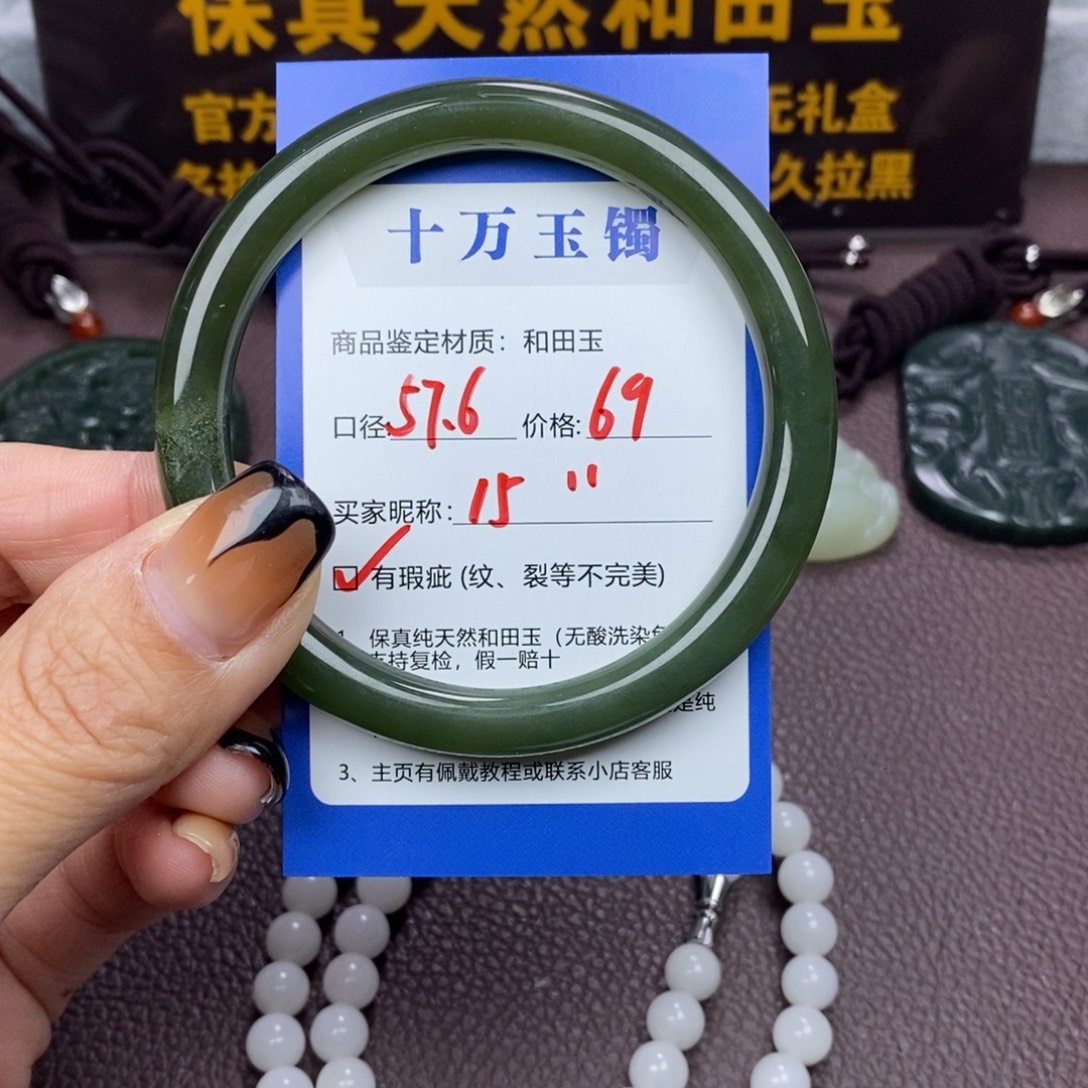 保真天然和田玉
官方
元礼盒
久拉黑
十万玉镯
商品鉴定材质：和田玉
口径: 57.6 价格: 69
买家昵称: 15 "
✓ 有瑕疵 (纹、裂等不完美)
1、保真纯天然和田玉（无酸洗染色
支持复检，假一赔十
是纯
3、主页有佩戴教程或联系小店客服